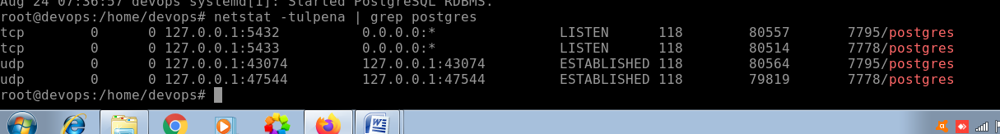 Aug 24 07:36:57 devops systemd[1]: Started PostgreSQL RDBMS.
root@devops:/home/devops# netstat -tulpena | grep postgres
tcp        0      0 127.0.0.1:5432          0.0.0.0:*               LISTEN      118        80557      7795/postgres
tcp        0      0 127.0.0.1:5433          0.0.0.0:*               LISTEN      118        80514      7778/postgres
udp        0      0 127.0.0.1:43074         127.0.0.1:43074         ESTABLISHED 118        80564      7795/postgres
udp        0      0 127.0.0.1:47544         127.0.0.1:47544         ESTABLISHED 118        79819      7778/postgres
root@devops:/home/devops#